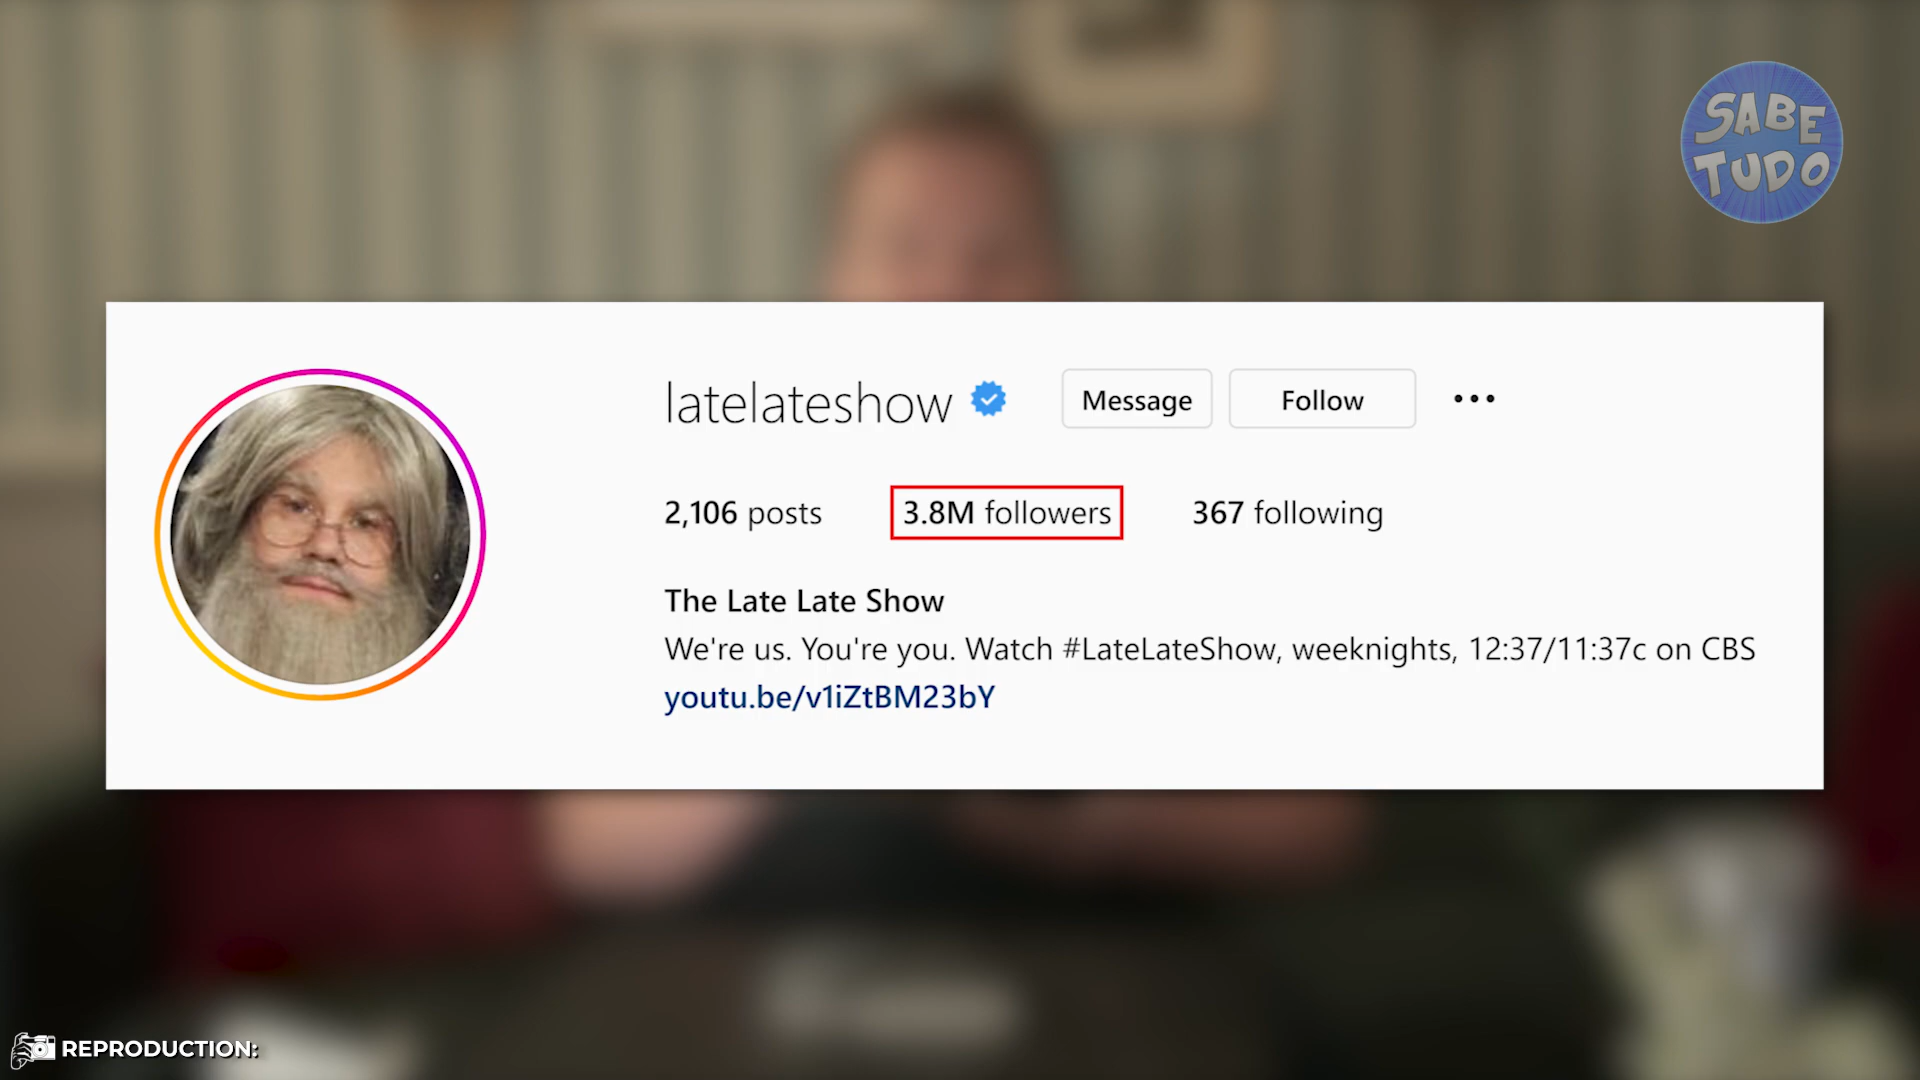 SABE
TUDO
latelateshow
Message
Follow
2,106 posts
3.8M followers
367 following
The Late Late Show
We're us. You're you. Watch #LateLateShow, weeknights, 12:37/11:37c on CBS
youtu.be/v1iZtBM23bY
REPRODUCTION: